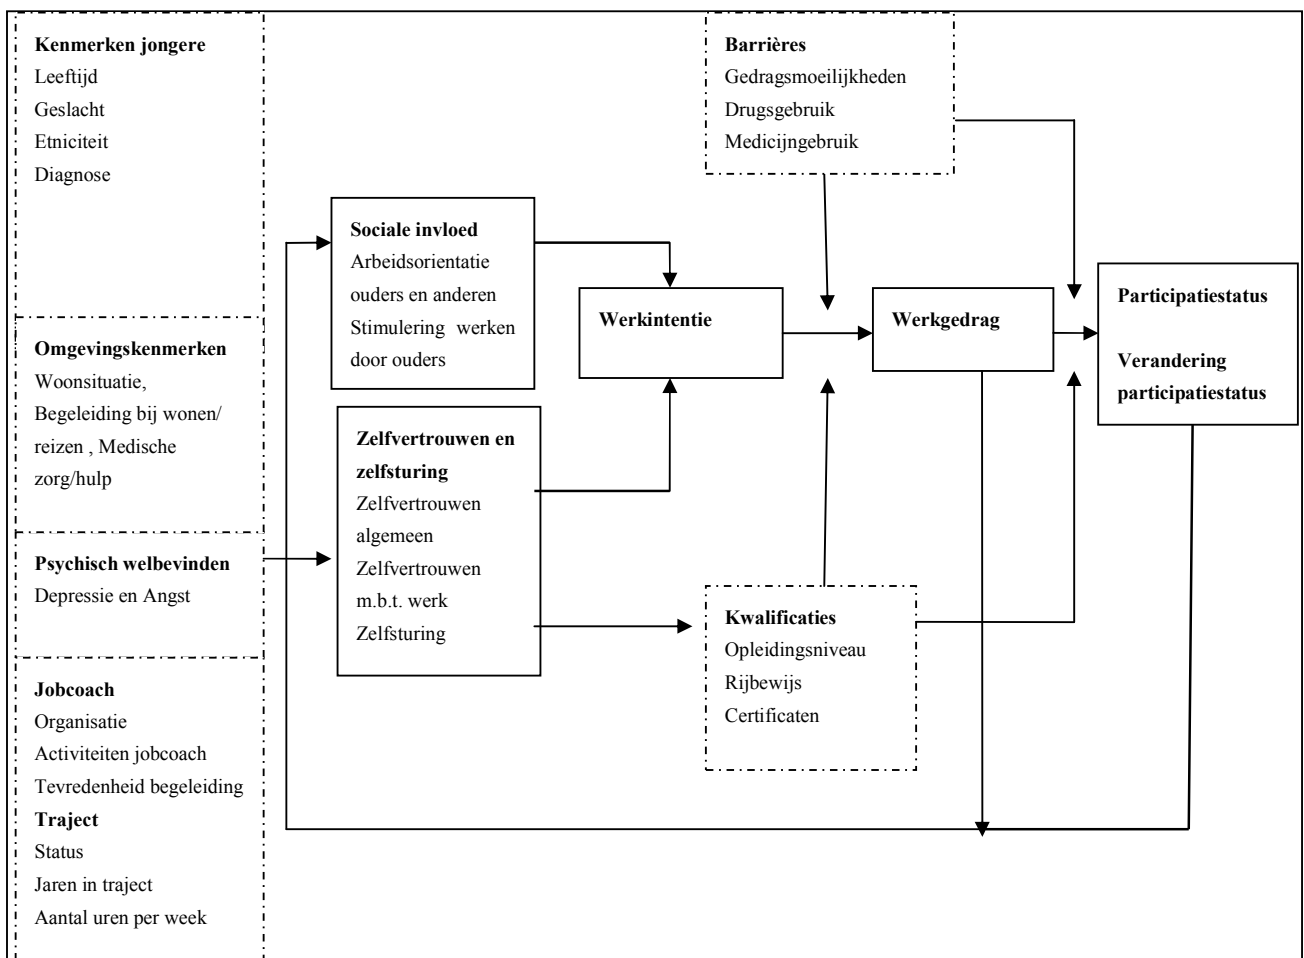 Kenmerken jongere
Leeftijd
Geslacht
Etniciteit
Diagnose
Omgevingskenmerken
Woonsituatie,
Begeleiding bij wonen/
reizen , Medische
zorg/hulp
Psychisch welbevinden
Depressie en Angst
Jobcoach
Organisatie
Activiteiten jobcoach
Tevredenheid begeleiding
Traject
Status
Jaren in traject
Aantal uren per week
Sociale invloed
Arbeidsorientatie
ouders en anderen
Stimulering werken
door ouders
Zelfvertrouwen en
zelfsturing
Zelfvertrouwen
algemeen
Zelfvertrouwen
m.b.t. werk
Zelfsturing
Werkintentie
Barrières
Gedragsmoeilijkheden
Drugsgebruik
Medicijngebruik
Kwalificaties
Opleidingsniveau
Rijbewijs
Certificaten
Werkgedrag
Participatiestatus
Verandering
participatiestatus